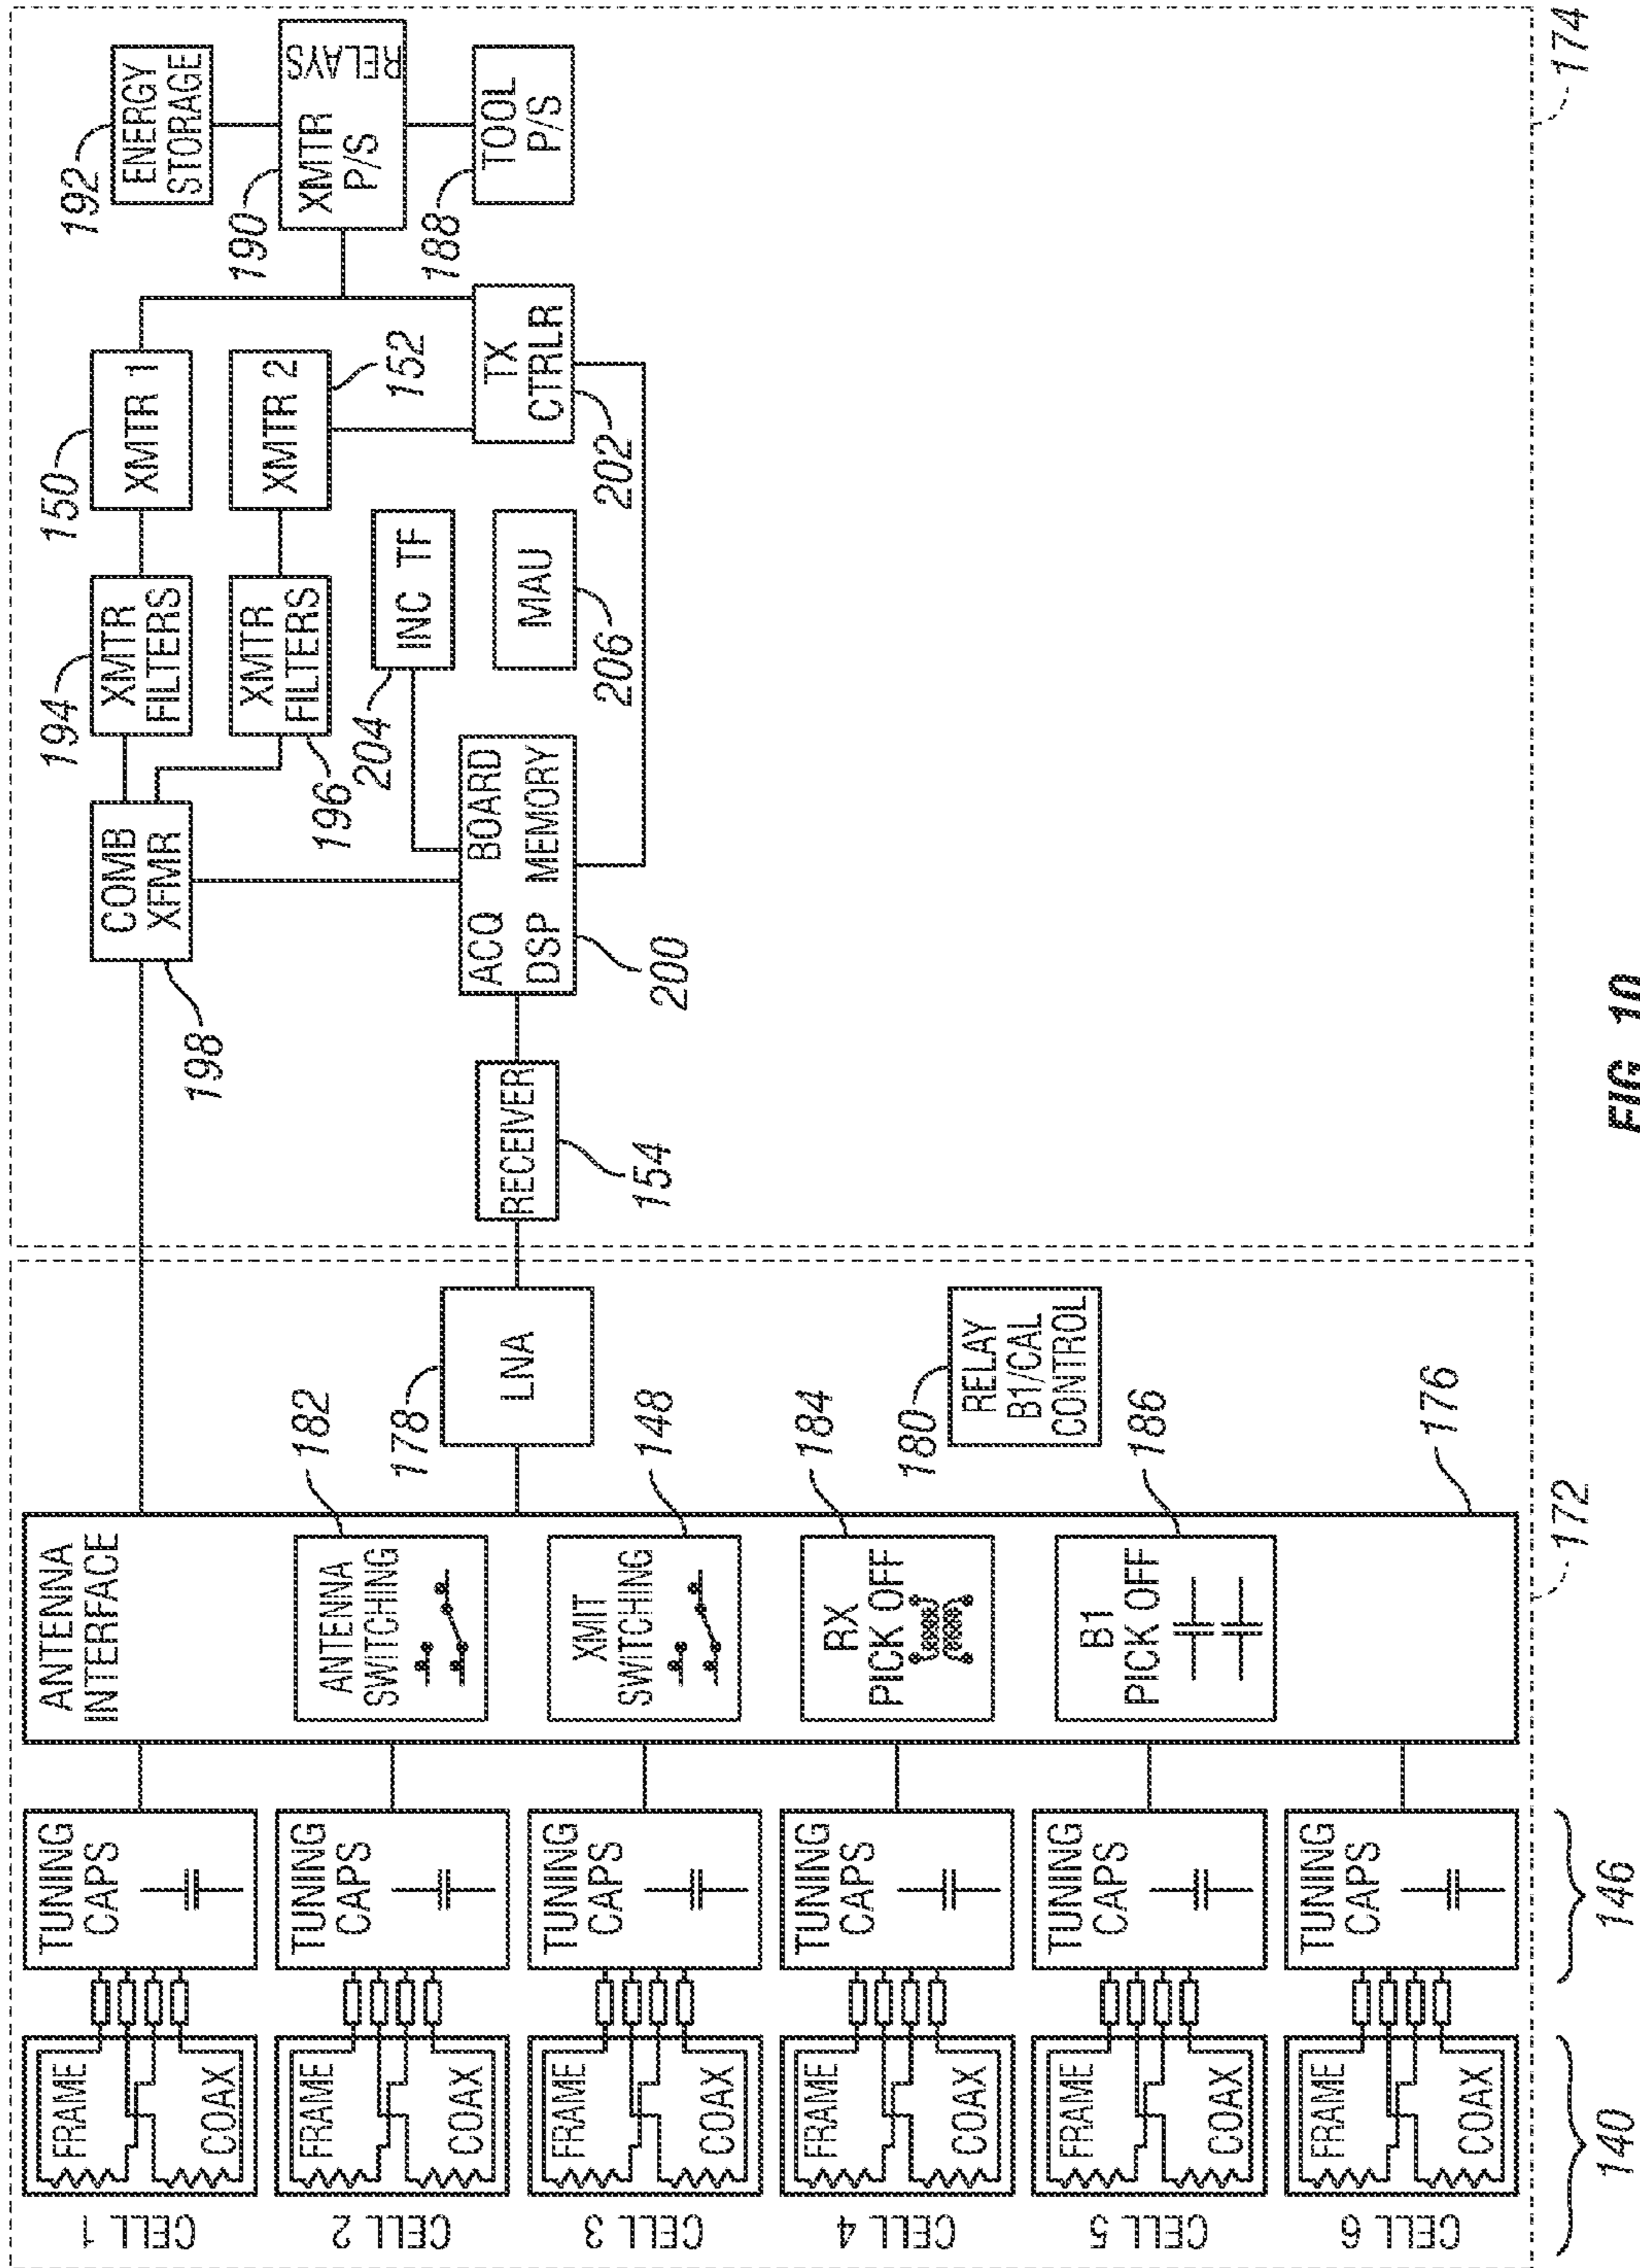 CELL 1
FRAME
COAX
TUNING
CAPS
CELL 2
FRAME
COAX
TUNING
CAPS
CELL 3
FRAME
COAX
TUNING
CAPS
CELL 4
FRAME
COAX
TUNING
CAPS
CELL 5
FRAME
COAX
TUNING
CAPS
CELL 6
FRAME
COAX
TUNING
CAPS
140
146
ANTENNA
INTERFACE
ANTENNA
SWITCHING
182
XMIT
SWITCHING
148
RX
PICK OFF
184
B1
PICK OFF
186
176
172
178
LNA
180
RELAY
B1/CAL
CONTROL
RECEIVER
154
COMB
XFMR
198
194
XMTR
FILTERS
XMTR
FILTERS
196
150
XMTR 1
XMTR 2
152
204
INC TF
MAU
206
ACQ BOARD
DSP MEMORY
200
TX
CTRLR
202
192
ENERGY
STORAGE
190
XMTR
P/S
RELAYS
188
TOOL
P/S
174
FIG. 10